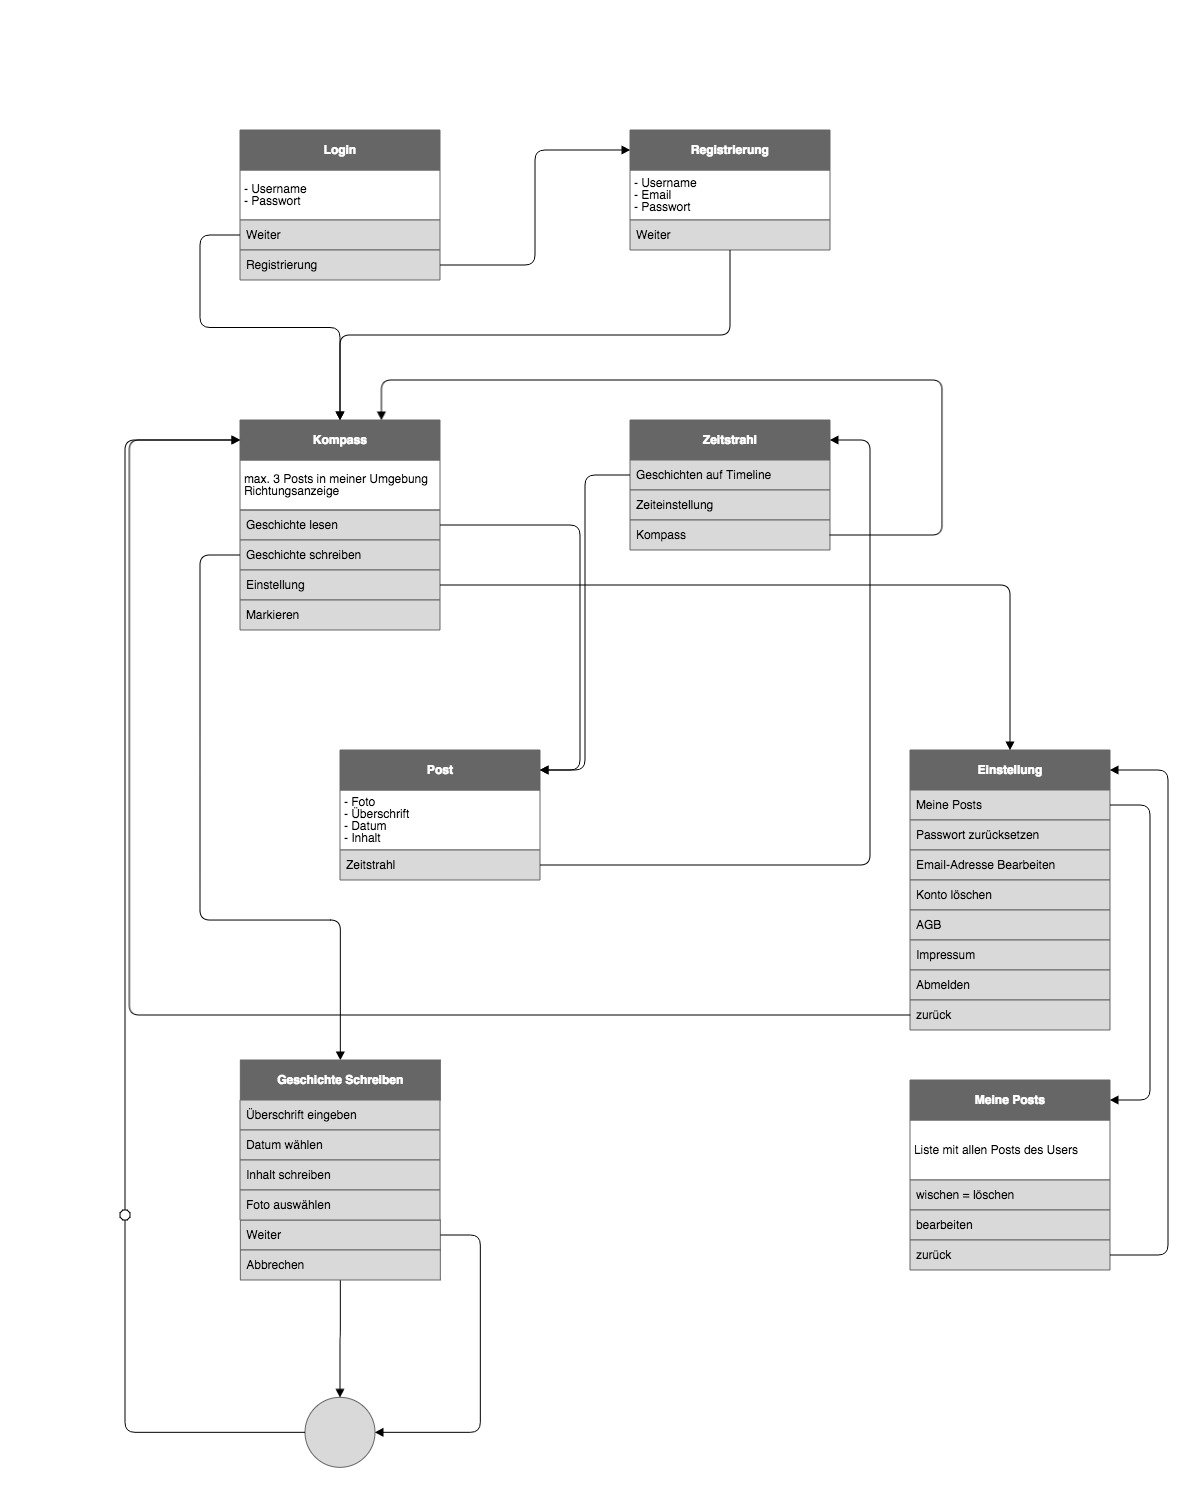 Login
- Username
- Passwort
Weiter
Registrierung
Registrierung
- Username
- Email
- Passwort
Weiter
Kompass
max. 3 Posts in meiner Umgebung
Richtungsanzeige
Geschichte lesen
Geschichte schreiben
Einstellung
Markieren
Zeitstrahl
Geschichten auf Timeline
Zeiteinstellung
Kompass
Post
- Foto
- Überschrift
- Datum
- Inhalt
Zeitstrahl
Einstellung
Meine Posts
Passwort zurücksetzen
Email-Adresse Bearbeiten
Konto löschen
AGB
Impressum
Abmelden
zurück
Geschichte Schreiben
Überschrift eingeben
Datum wählen
Inhalt schreiben
Foto auswählen
Weiter
Abbrechen
Meine Posts
Liste mit allen Posts des Users
wischen = löschen
bearbeiten
zurück